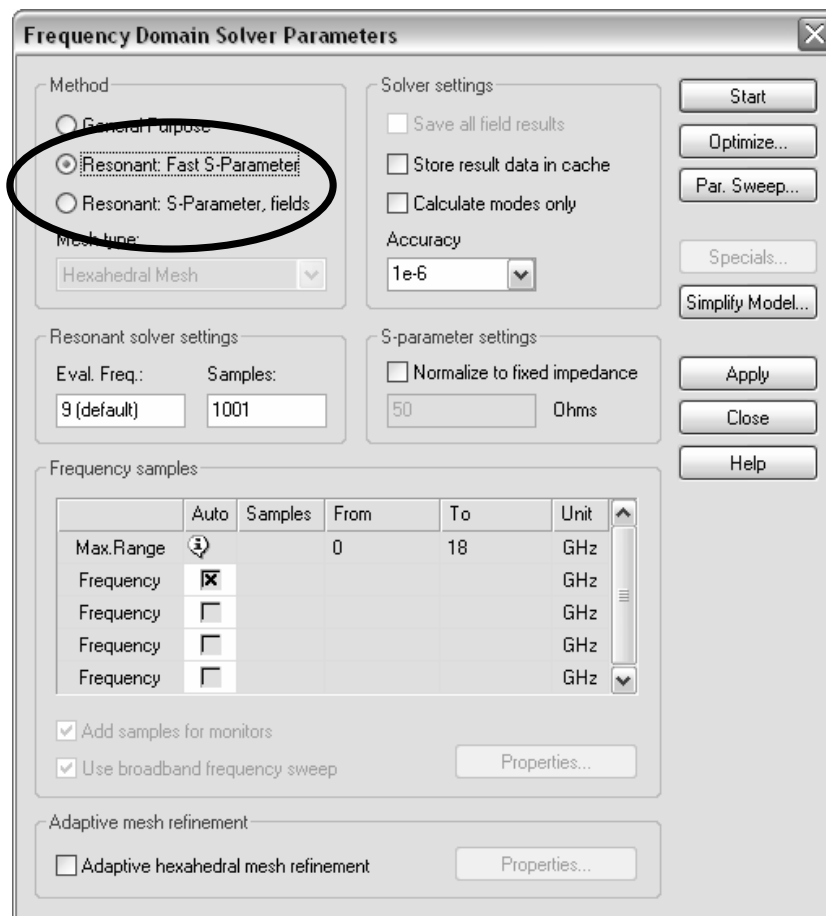 Frequency Domain Solver Parameters
Method
General Purpose
Resonant: Fast S-Parameter
Resonant: S-Parameter, fields
Mesh type:
Hexahedral Mesh
Solver settings
Save all field results
Store result data in cache
Calculate modes only
Accuracy
1e-6
Start
Optimize...
Par. Sweep...
Specials...
Simplify Model...
Apply
Close
Help
Resonant solver settings
Eval. Freq.: Samples:
9 (default) 1001
S-parameter settings
Normalize to fixed impedance
50 Ohms
Frequency samples
Auto Samples From To Unit
Max.Range 0 18 GHz
Frequency GHz
Frequency GHz
Frequency GHz
Frequency GHz
Add samples for monitors
Use broadband frequency sweep
Properties...
Adaptive mesh refinement
Adaptive hexahedral mesh refinement
Properties...